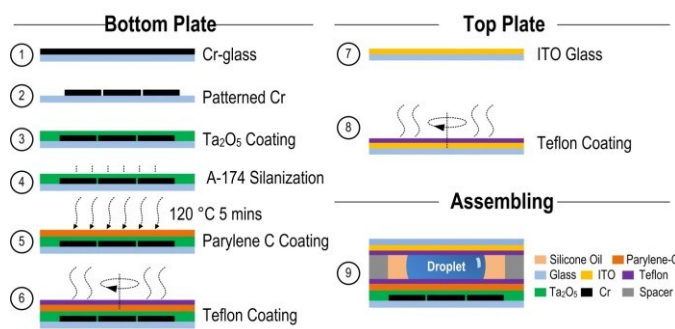 Bottom Plate
1
Cr-glass
2
Patterned Cr
3
Ta₂O₅ Coating
4
A-174 Silanization
120 °C 5 mins
5
Parylene C Coating
6
Teflon Coating
Top Plate
7
ITO Glass
8
Teflon Coating
Assembling
9
Droplet
Silicone Oil Parylene-C
Glass ITO Teflon
Ta₂O₅ Cr Spacer